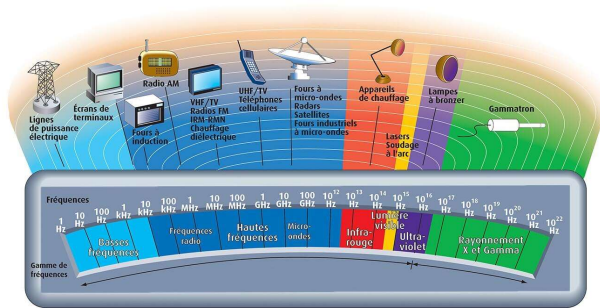 Radio AM
Écrans de
terminaux
Lignes
de puissance
électrique
Fours à
induction
VHF/TV
Radios FM
IRM-RMN
Chauffage
diélectrique
UHF/TV
Téléphones
cellulaires
Fours à
micro-ondes
Radars
Satellites
Fours industriels
à micro-ondes
Appareils
de chauffage
Lasers
Soudage
à l'arc
Lampes
à bronzer
Gammatron
Fréquences
1 Hz
10 Hz
100 Hz
1 kHz
10 kHz
100 kHz
1 MHz
10 MHz
100 MHz
1 GHz
10 GHz
100 GHz
10¹² Hz
10¹³ Hz
10¹⁴ Hz
10¹⁵ Hz
10¹⁶ Hz
10¹⁷ Hz
10¹⁸ Hz
10¹⁹ Hz
10²⁰ Hz
10²¹ Hz
10²² Hz
Basses
fréquences
Fréquences
radio
Hautes
fréquences
Micro-
ondes
Infra-
rouge
Lumière
visible
Ultra-
violet
Rayonnement
X et Gamma
Gamme de
fréquences